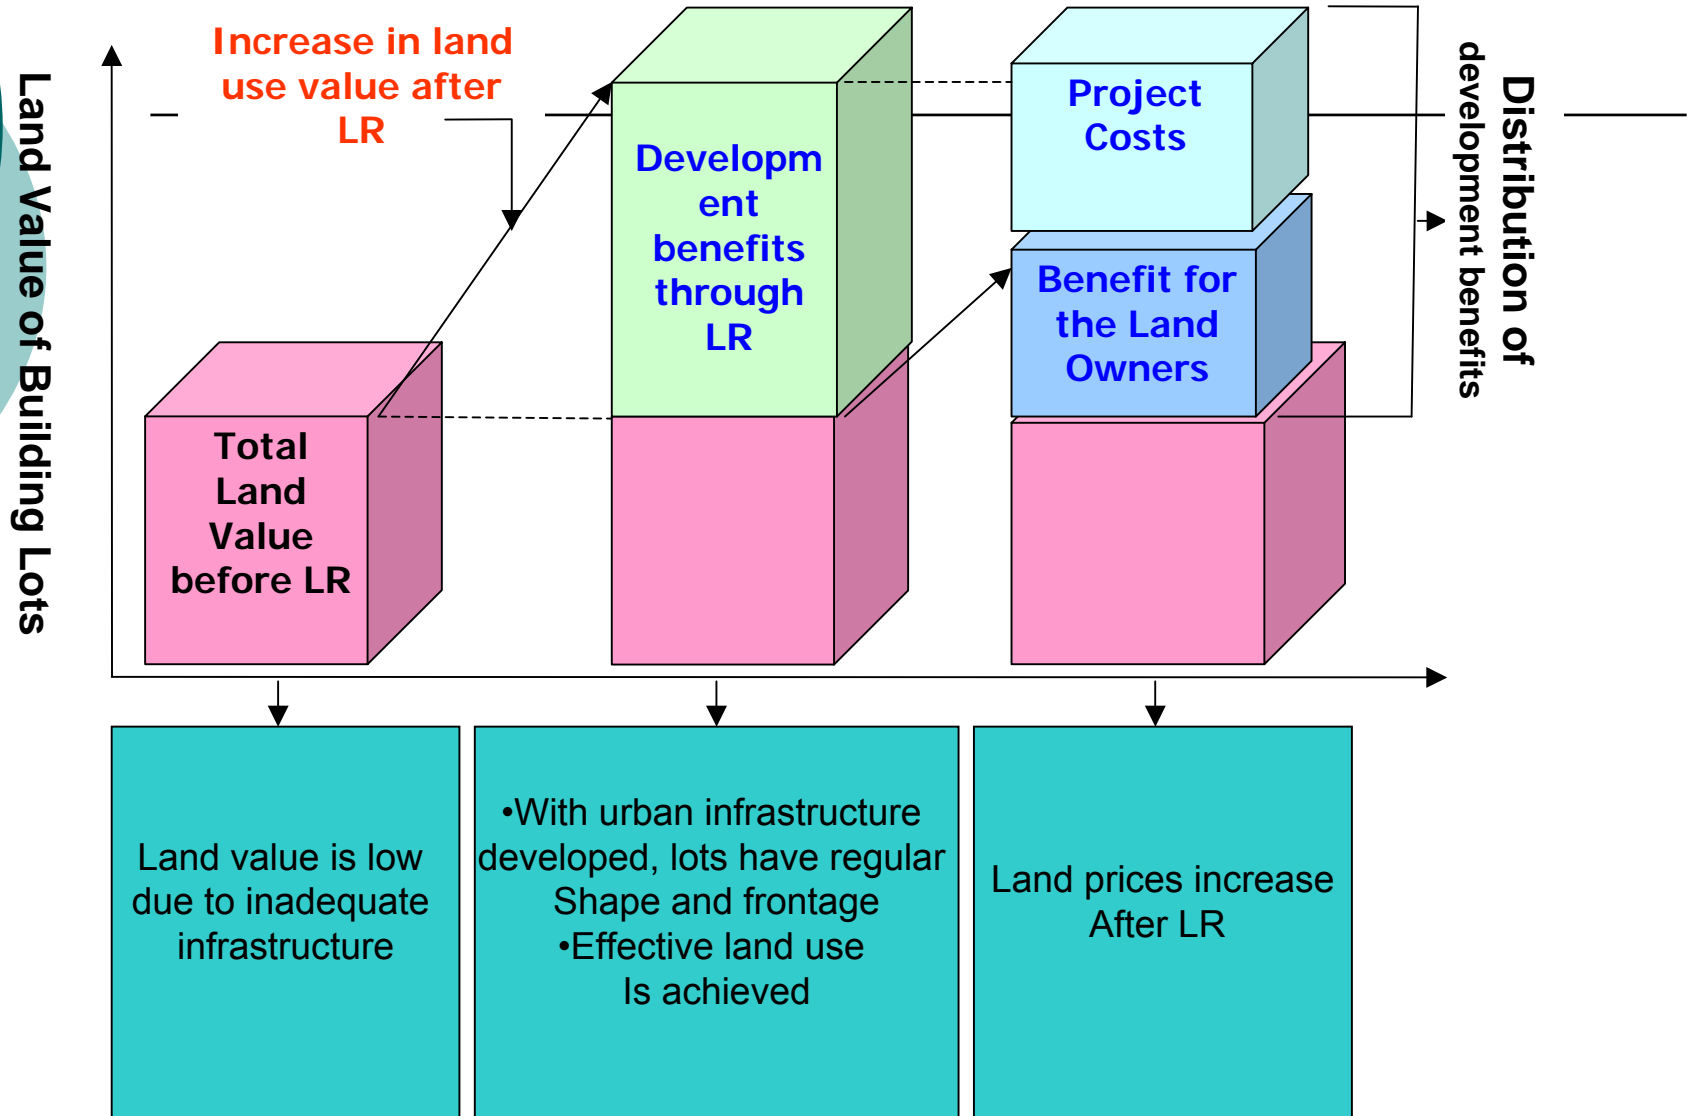 Increase in land
use value after
LR
Land Value of Building Lots
Total
Land
Value
before LR
Developm
ent
benefits
through
LR
Project
Costs
Benefit for
the Land
Owners
Distribution of
development benefits
Land value is low
due to inadequate
infrastructure
•With urban infrastructure
developed, lots have regular
Shape and frontage
•Effective land use
Is achieved
Land prices increase
After LR